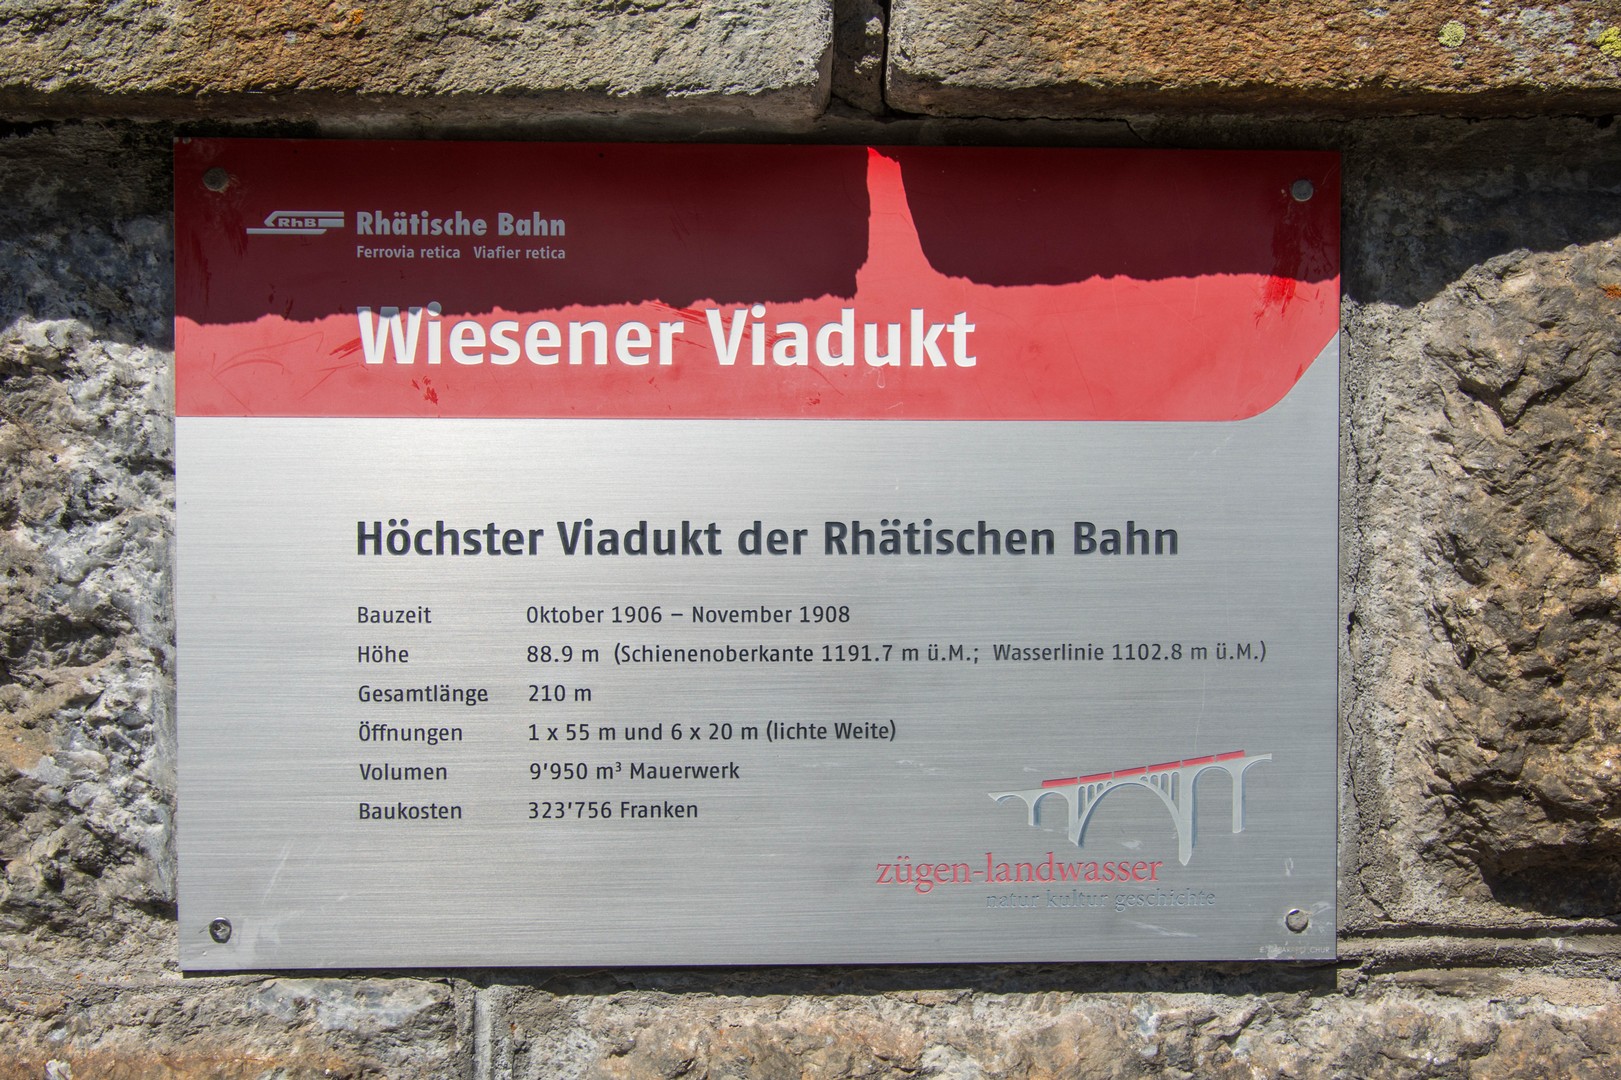 RhB Rhätische Bahn
Ferrovia retica Viafier retica
Wiesener Viadukt
Höchster Viadukt der Rhätischen Bahn
Bauzeit Oktober 1906 – November 1908
Höhe 88.9 m (Schienenoberkante 1191.7 m ü.M.; Wasserlinie 1102.8 m ü.M.)
Gesamtlänge 210 m
Öffnungen 1 x 55 m und 6 x 20 m (lichte Weite)
Volumen 9’950 m³ Mauerwerk
Baukosten 323’756 Franken
zügen-landwasser
natur kultur geschichte
CHUR